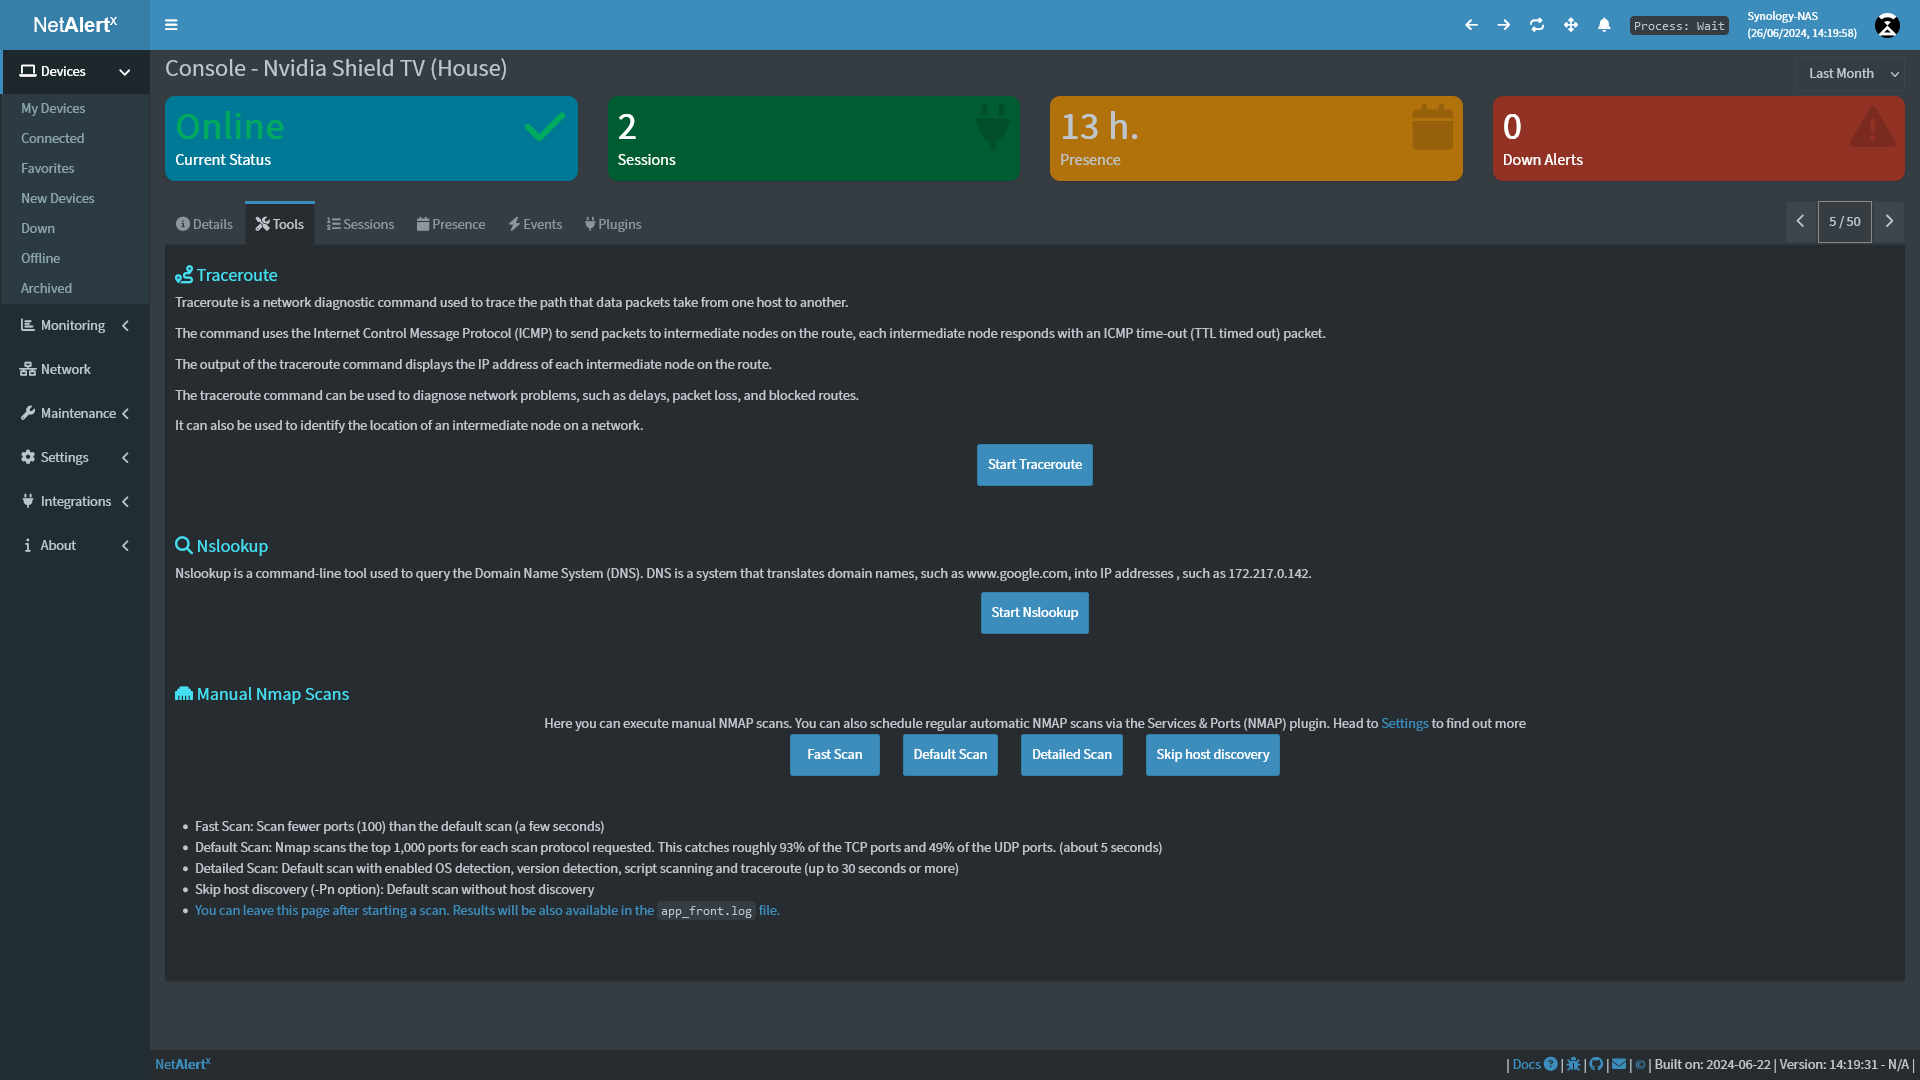 NetAlertx
Process: Wait
Synology-NAS
(26/06/2024, 14:19:58)
Devices
My Devices
Connected
Favorites
New Devices
Down
Offline
Archived
Monitoring
Network
Maintenance
Settings
Integrations
About
Console - Nvidia Shield TV (House)
Last Month
Online
Current Status
2
Sessions
13 h.
Presence
0
Down Alerts
Details
Tools
Sessions
Presence
Events
Plugins
5 / 50
Traceroute
Traceroute is a network diagnostic command used to trace the path that data packets take from one host to another.
The command uses the Internet Control Message Protocol (ICMP) to send packets to intermediate nodes on the route, each intermediate node responds with an ICMP time-out (TTL timed out) packet.
The output of the traceroute command displays the IP address of each intermediate node on the route.
The traceroute command can be used to diagnose network problems, such as delays, packet loss, and blocked routes.
It can also be used to identify the location of an intermediate node on a network.
Start Traceroute
Nslookup
Nslookup is a command-line tool used to query the Domain Name System (DNS). DNS is a system that translates domain names, such as www.google.com, into IP addresses , such as 172.217.0.142.
Start Nslookup
Manual Nmap Scans
Here you can execute manual NMAP scans. You can also schedule regular automatic NMAP scans via the Services & Ports (NMAP) plugin. Head to Settings to find out more
Fast Scan
Default Scan
Detailed Scan
Skip host discovery
• Fast Scan: Scan fewer ports (100) than the default scan (a few seconds)
• Default Scan: Nmap scans the top 1,000 ports for each scan protocol requested. This catches roughly 93% of the TCP ports and 49% of the UDP ports. (about 5 seconds)
• Detailed Scan: Default scan with enabled OS detection, version detection, script scanning and traceroute (up to 30 seconds or more)
• Skip host discovery (-Pn option): Default scan without host discovery
• You can leave this page after starting a scan. Results will be also available in the app_front.log file.
NetAlertx
| Docs | | | | © | Built on: 2024-06-22 | Version: 14:19:31 - N/A |